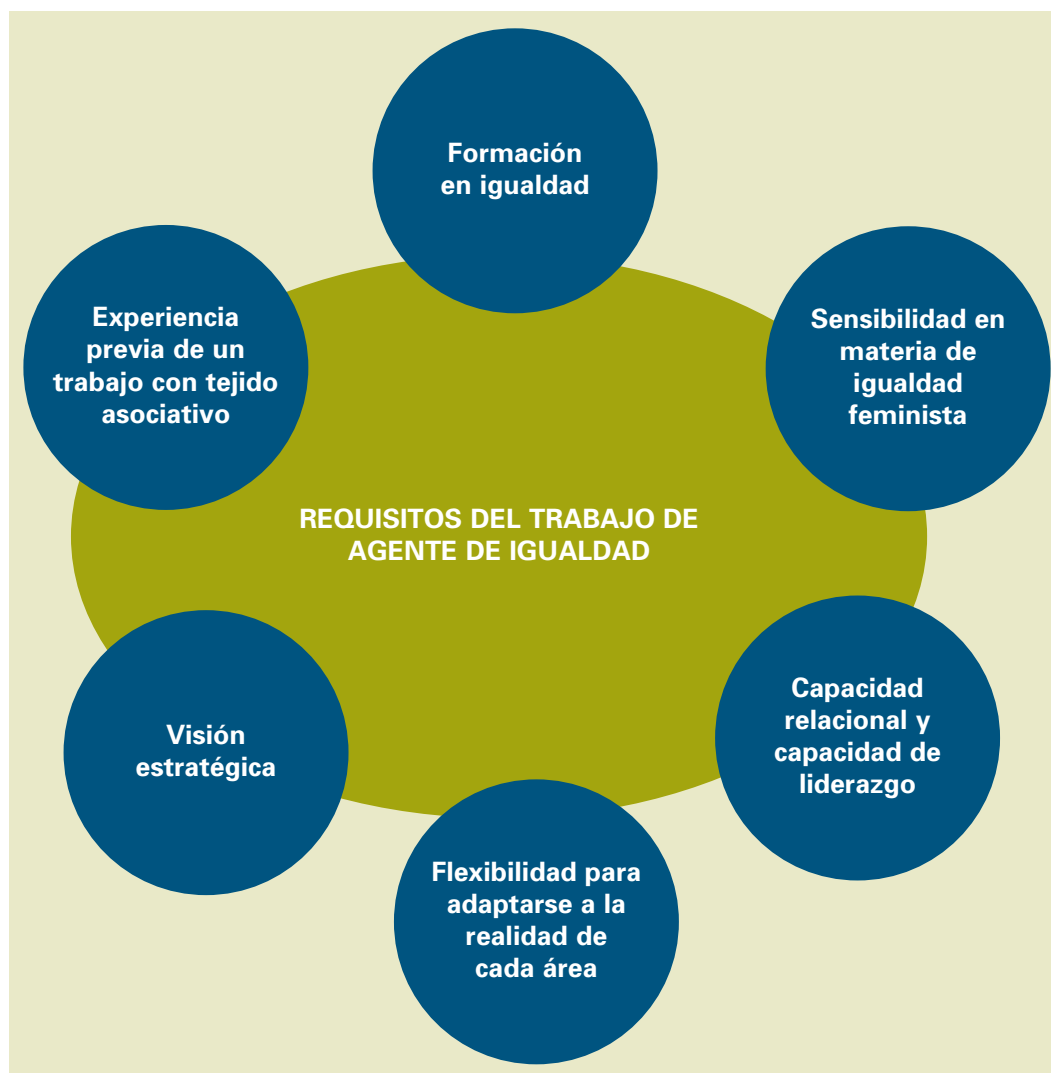 Formación
en igualdad
Experiencia
previa de un
trabajo con tejido
asociativo
Sensibilidad en
materia de
igualdad
feminista
REQUISITOS DEL TRABAJO DE
AGENTE DE IGUALDAD
Visión
estratégica
Capacidad
relacional y
capacidad de
liderazgo
Flexibilidad para
adaptarse a la
realidad de
cada área